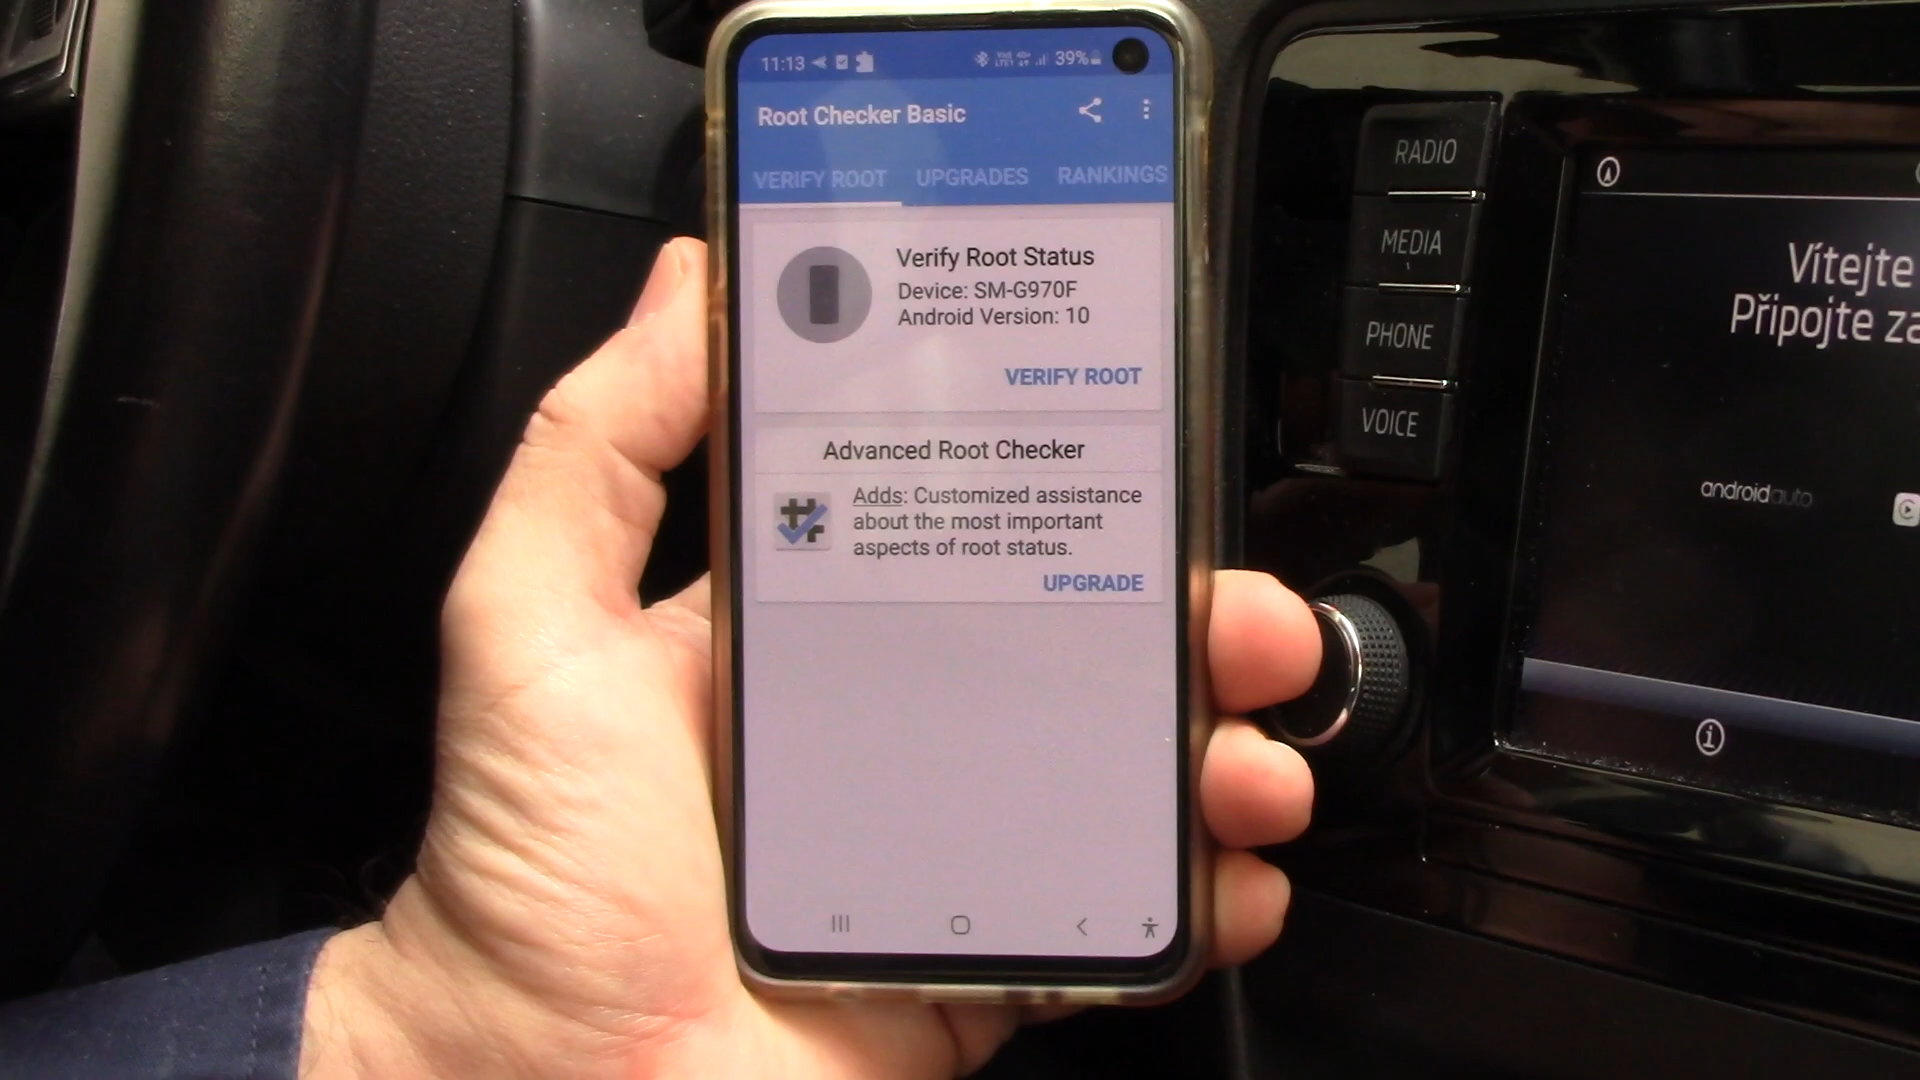 11:13
39%
Root Checker Basic
VERIFY ROOT
UPGRADES
RANKINGS
Verify Root Status
Device: SM-G970F
Android Version: 10
VERIFY ROOT
Advanced Root Checker
Adds: Customized assistance
about the most important
aspects of root status.
UPGRADE
RADIO
MEDIA
PHONE
VOICE
Vítejte
Připojte za
androidauto